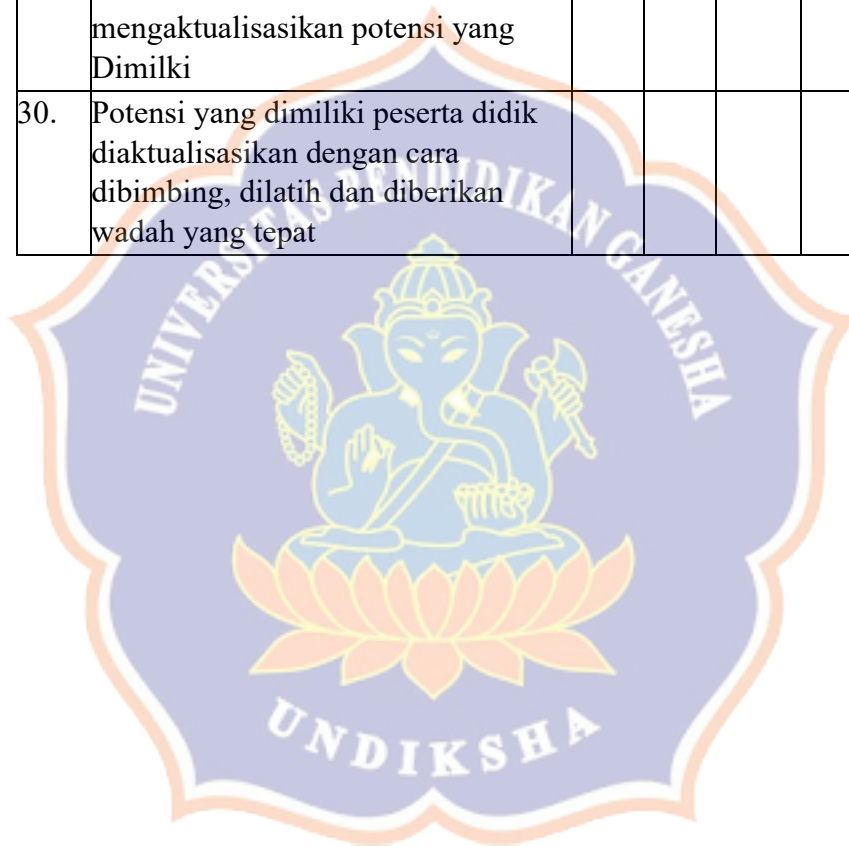 mengaktualisasikan potensi yang
Dimilki
30. Potensi yang dimiliki peserta didik
diaktualisasikan dengan cara
dibimbing, dilatih dan diberikan
wadah yang tepat
UNIVERSITAS PENDIDIKAN GANESHA
UNDIKSHA